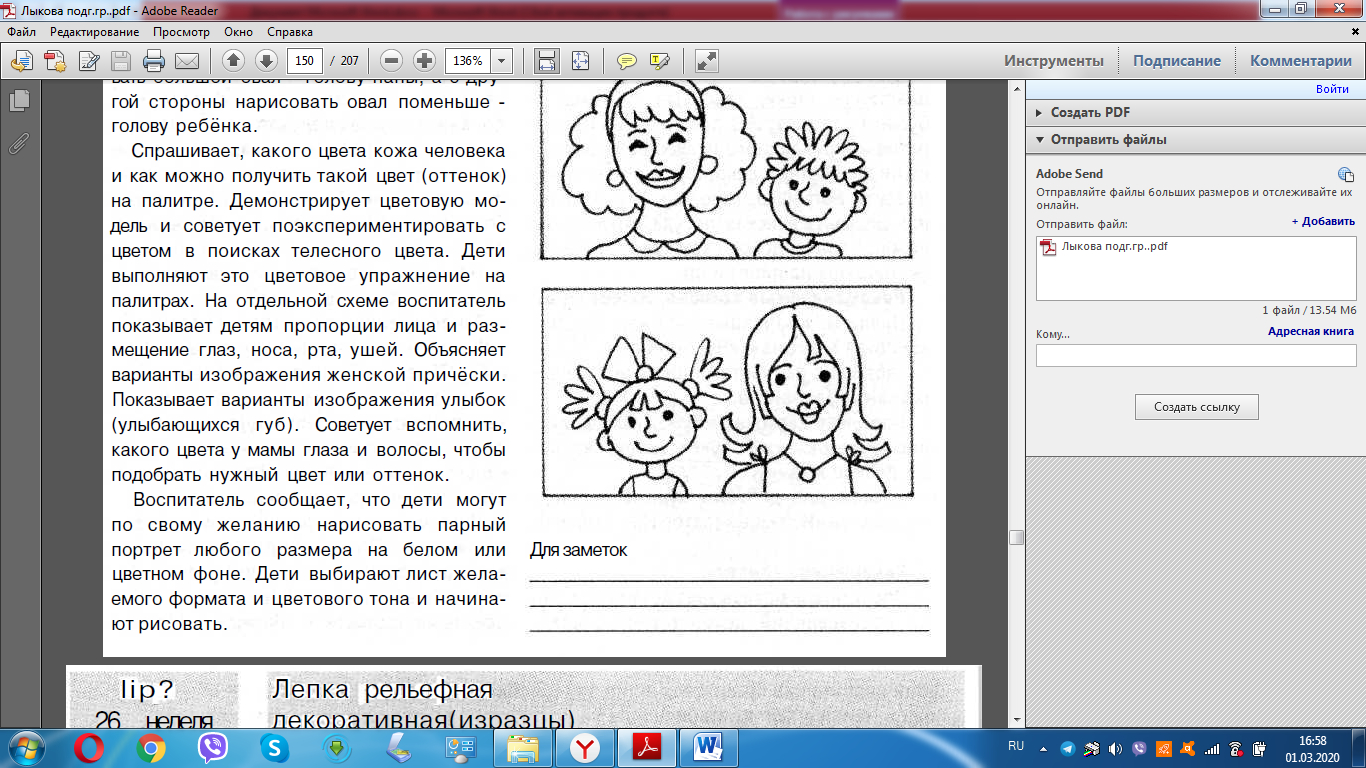 Лыкова подг.гр..pdf - Adobe Reader
Файл Редактирование Просмотр Окно Справка
150 / 207 136% Инструменты Подписание Комментарии
вать большой овал - голову папы, а с дру-
гой стороны нарисовать овал поменьше -
голову ребёнка.
Спрашивает, какого цвета кожа человека
и как можно получить такой цвет (оттенок)
на палитре. Демонстрирует цветовую мо-
дель и советует поэкспериментировать с
цветом в поисках телесного цвета. Дети
выполняют это цветовое упражнение на
палитрах. На отдельной схеме воспитатель
показывает детям пропорции лица и раз-
мещение глаз, носа, рта, ушей. Объясняет
варианты изображения женской причёски.
Показывает варианты изображения улыбок
(улыбающихся губ). Советует вспомнить,
какого цвета у мамы глаза и волосы, чтобы
подобрать нужный цвет или оттенок.
Воспитатель сообщает, что дети могут
по свому желанию нарисовать парный
портрет любого размера на белом или
цветном фоне. Дети выбирают лист жела-
емого формата и цветового тона и начина-
ют рисовать.
Для заметок
lip?
26 неделя
Лепка рельефная
декоративная(изразцы)
Войти
Создать PDF
Отправить файлы
Adobe Send
Отправляйте файлы больших размеров и отслеживайте их
онлайн.
Отправить файл: + Добавить
Лыкова подг.гр..pdf
1 файл / 13.54 Мб
Кому... Адресная книга
Создать ссылку
RU 16:58
01.03.2020